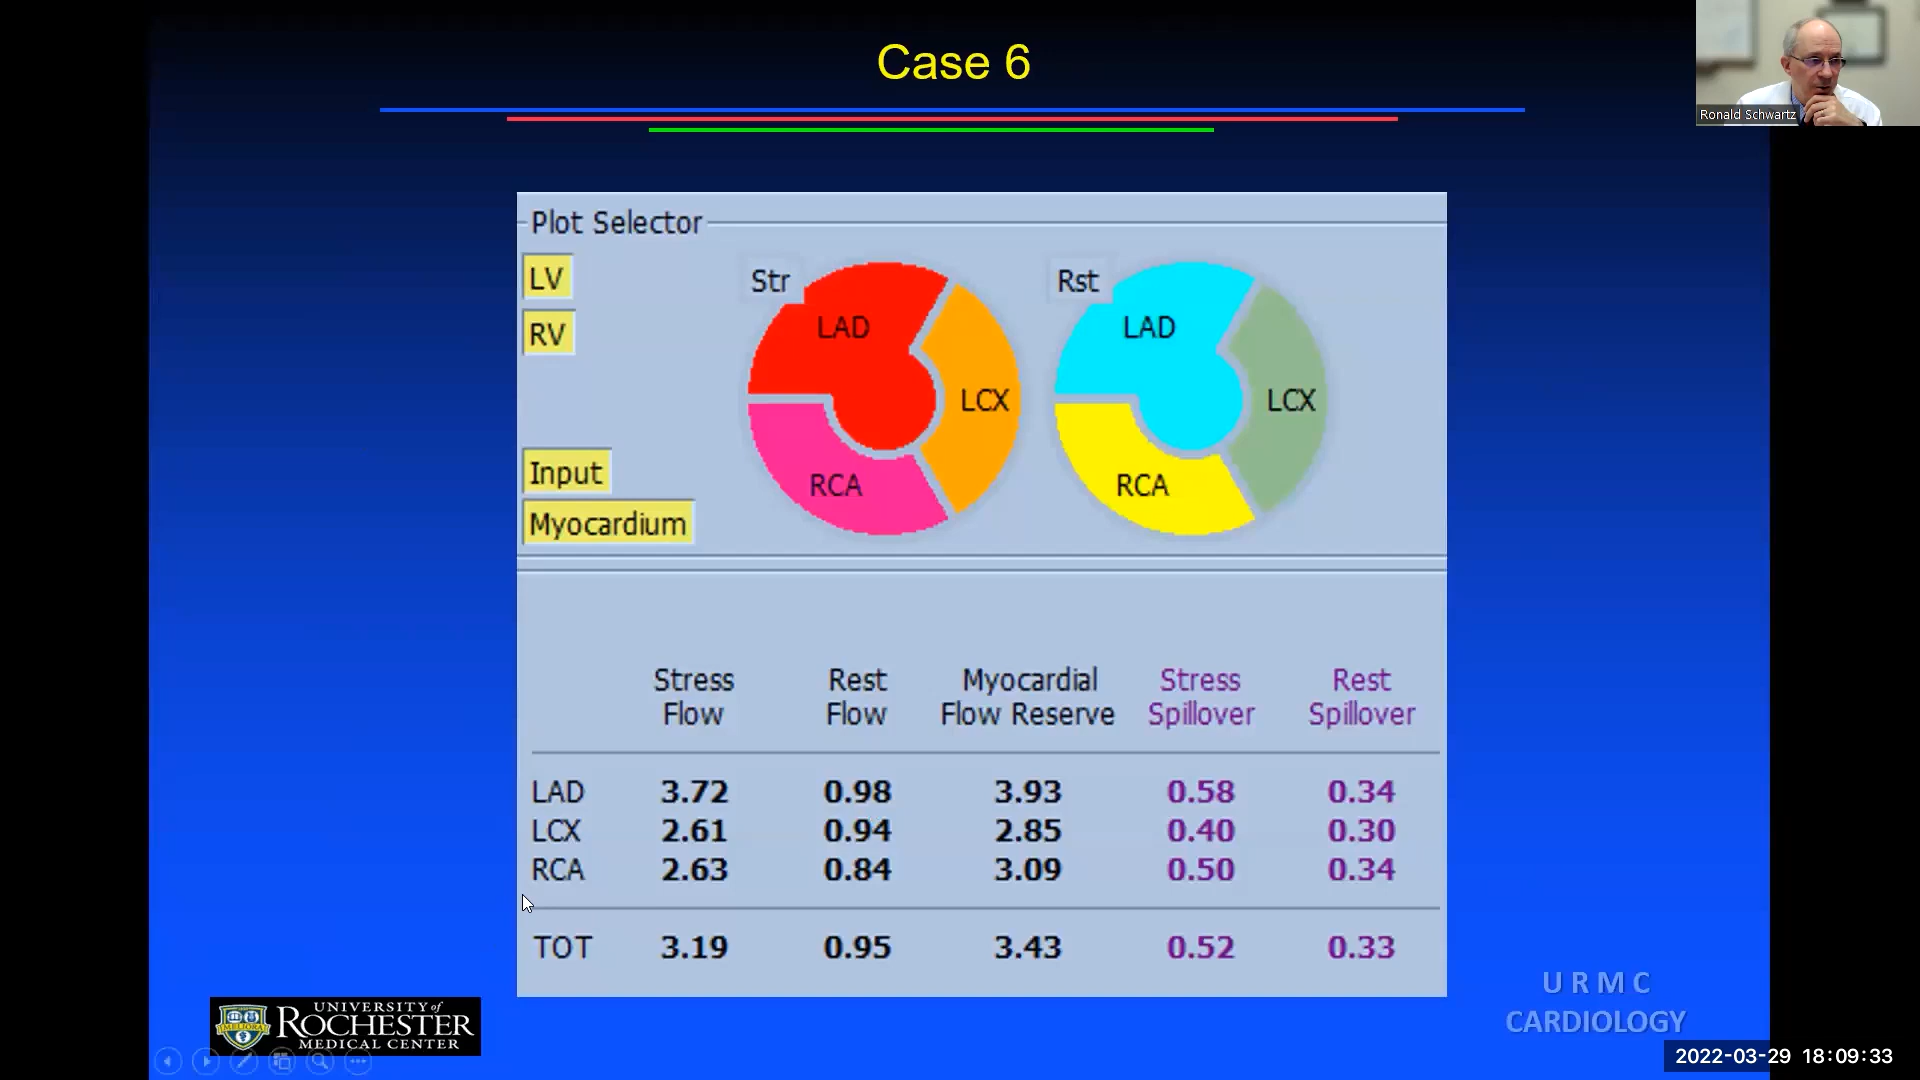 Case 6
Ronald Schwartz
Plot Selector
LV
RV
Input
Myocardium
Str
LAD
LCX
RCA
Rst
LAD
LCX
RCA
Stress Flow Rest Flow Myocardial Flow Reserve Stress Spillover Rest Spillover
LAD 3.72 0.98 3.93 0.58 0.34
LCX 2.61 0.94 2.85 0.40 0.30
RCA 2.63 0.84 3.09 0.50 0.34
TOT 3.19 0.95 3.43 0.52 0.33
UNIVERSITY of
ROCHESTER
MEDICAL CENTER
URMC
CARDIOLOGY
2022-03-29 18:09:33